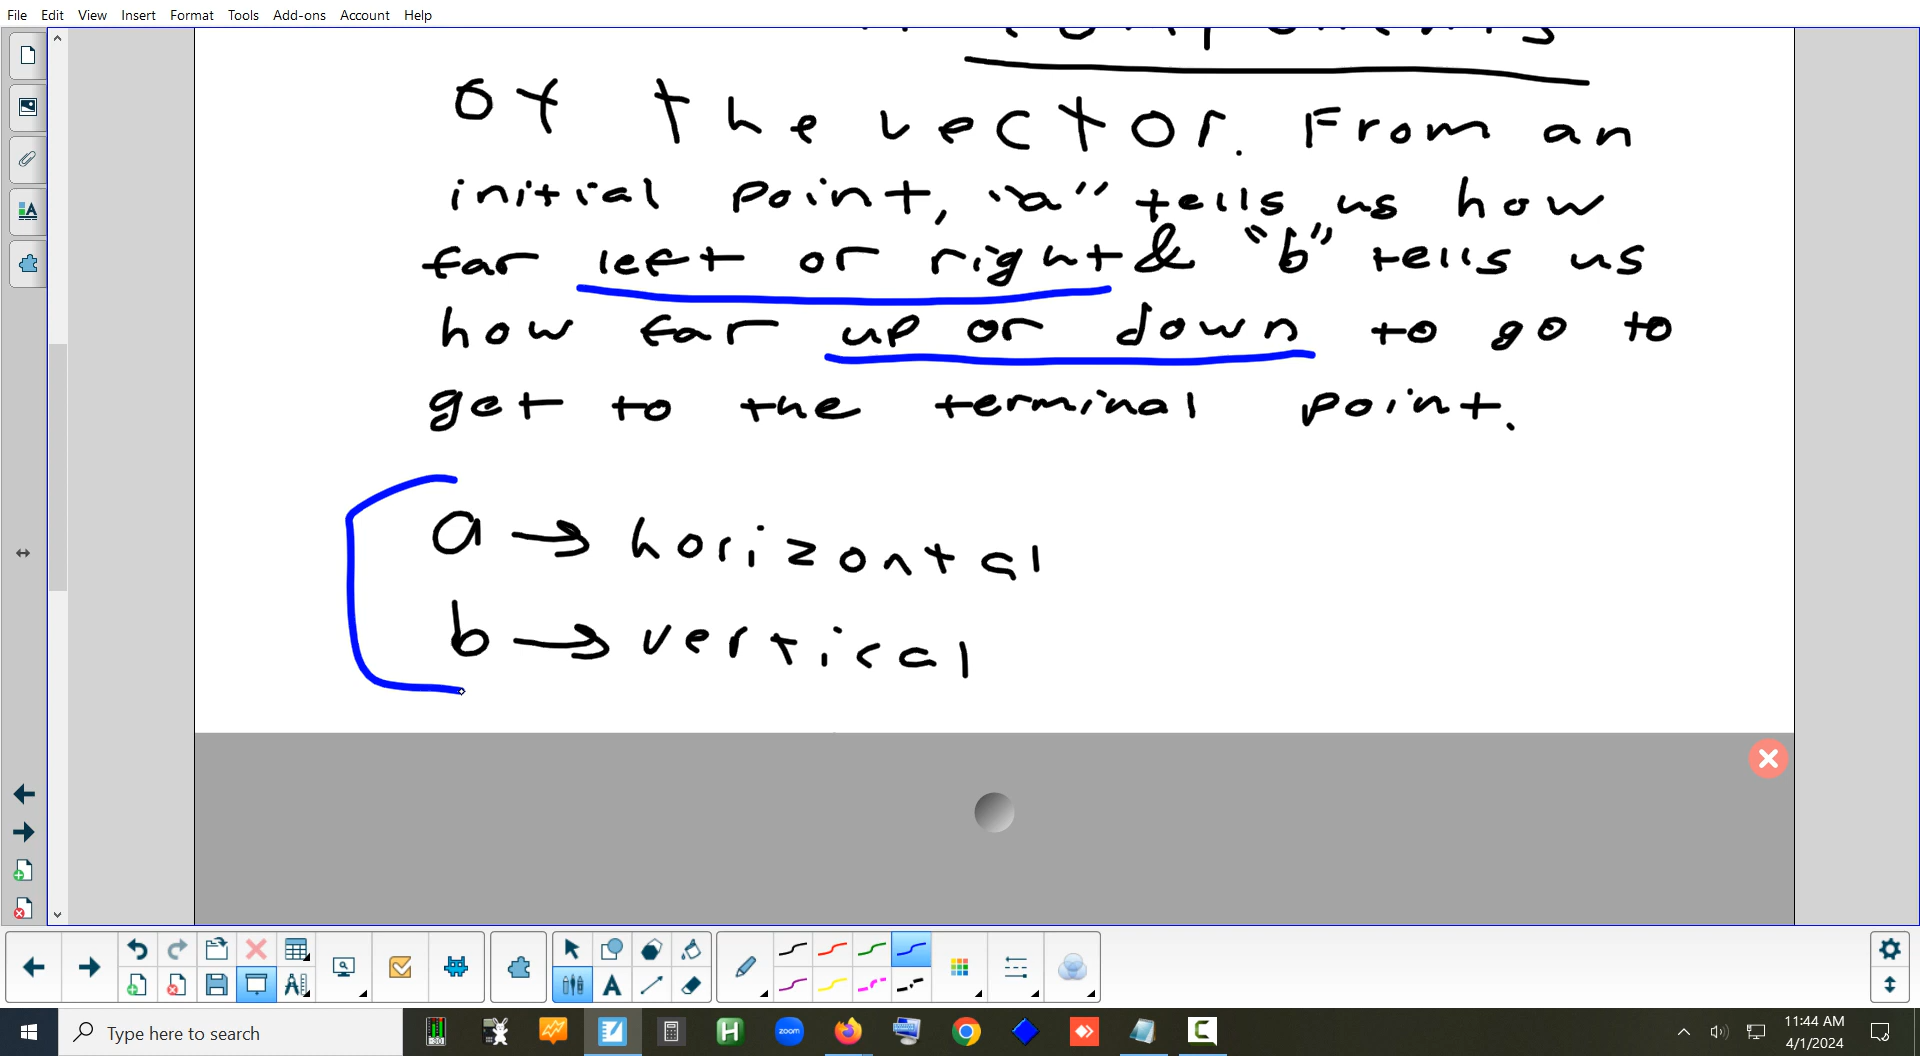 File Edit View Insert Format Tools Add-ons Account Help
components
of the vector. From an
initial point, "a" tells us how
far left or right & "b" tells us
how far up or down to go to
get to the terminal point.
a → horizontal
b → vertical
Type here to search
zoom
11:44 AM
4/1/2024